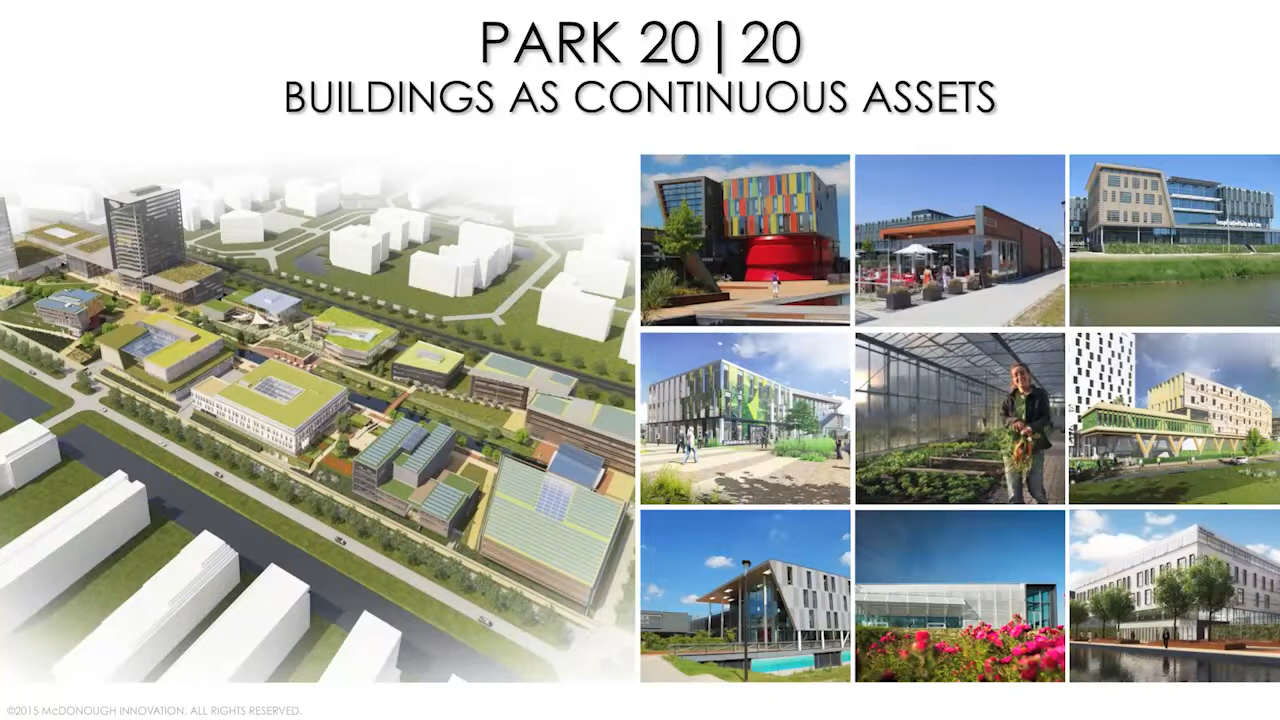 PARK 20|20
BUILDINGS AS CONTINUOUS ASSETS
©2015 McDONOUGH INNOVATION. ALL RIGHTS RESERVED.